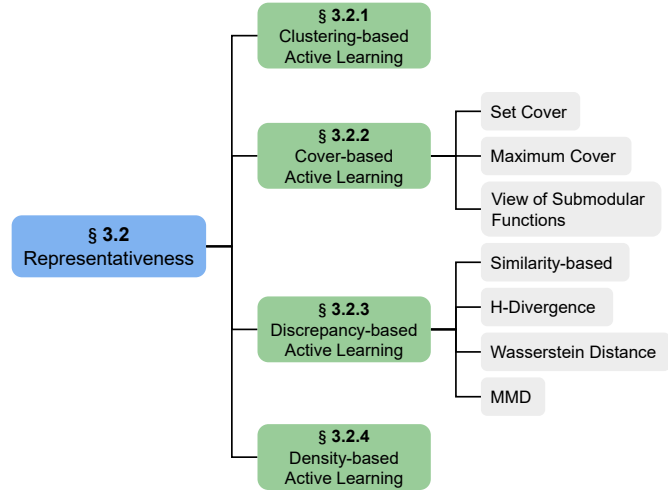 § 3.2
Representativeness
§ 3.2.1
Clustering-based
Active Learning
§ 3.2.2
Cover-based
Active Learning
Set Cover
Maximum Cover
View of Submodular
Functions
§ 3.2.3
Discrepancy-based
Active Learning
Similarity-based
H-Divergence
Wasserstein Distance
MMD
§ 3.2.4
Density-based
Active Learning